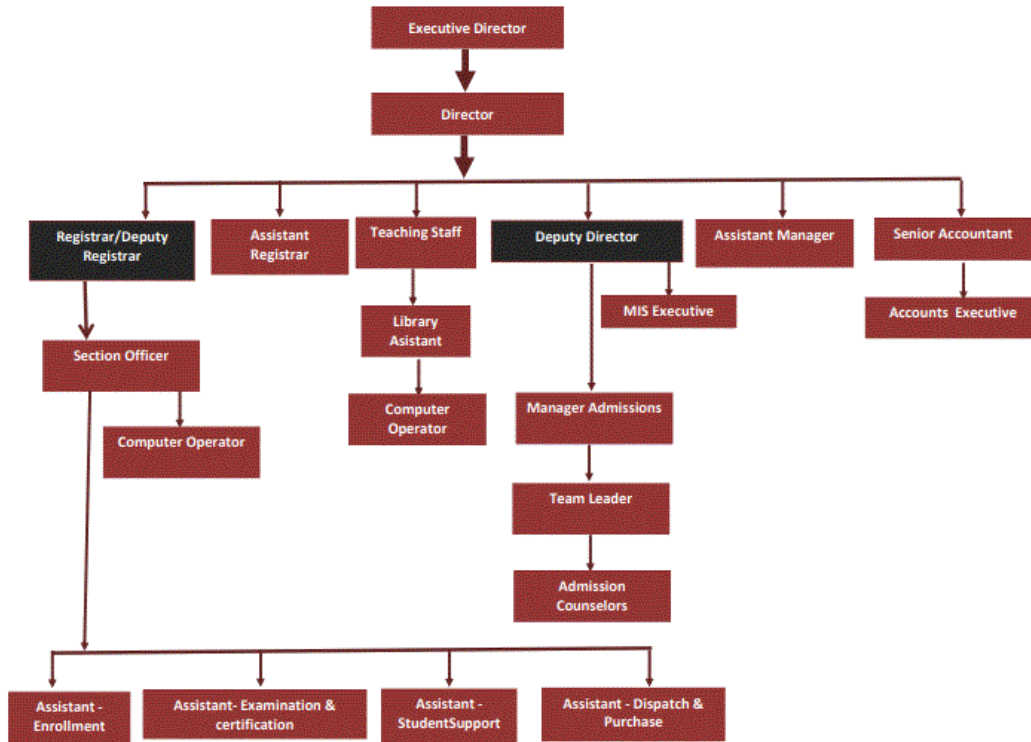 Executive Director
Director
Registrar/Deputy
Registrar
Assistant
Registrar
Teaching Staff
Deputy Director
Assistant Manager
Senior Accountant
MIS Executive
Accounts Executive
Library
Asistant
Section Officer
Computer
Operator
Manager Admissions
Computer Operator
Team Leader
Admission
Counselors
Assistant -
Enrollment
Assistant- Examination &
certification
Assistant -
StudentSupport
Assistant - Dispatch &
Purchase